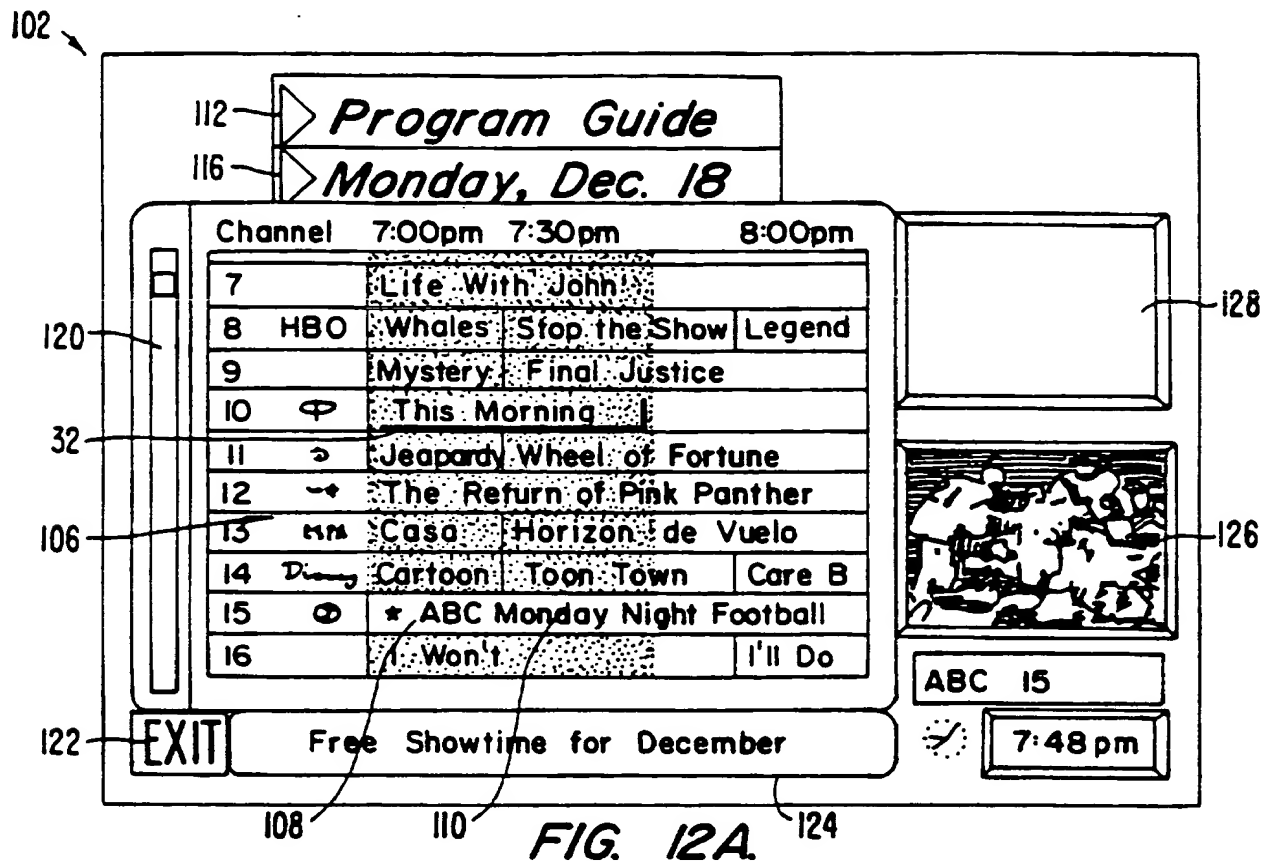 102
112 Program Guide
116 Monday, Dec. 18
Channel 7:00pm 7:30pm 8:00pm
7 Life With John
8 HBO Whales Stop the Show Legend
9 Mystery Final Justice
10 This Morning
32
11 Jeapardy Wheel of Fortune
12 The Return of Pink Panther
13 Casa Horizon de Vuelo
14 Disney Cartoon Toon Town Care B
15 * ABC Monday Night Football
16 I Won't I'll Do
120
106
128
126
ABC 15
122 EXIT Free Showtime for December 7:48pm
108 110 124
FIG. 12A.